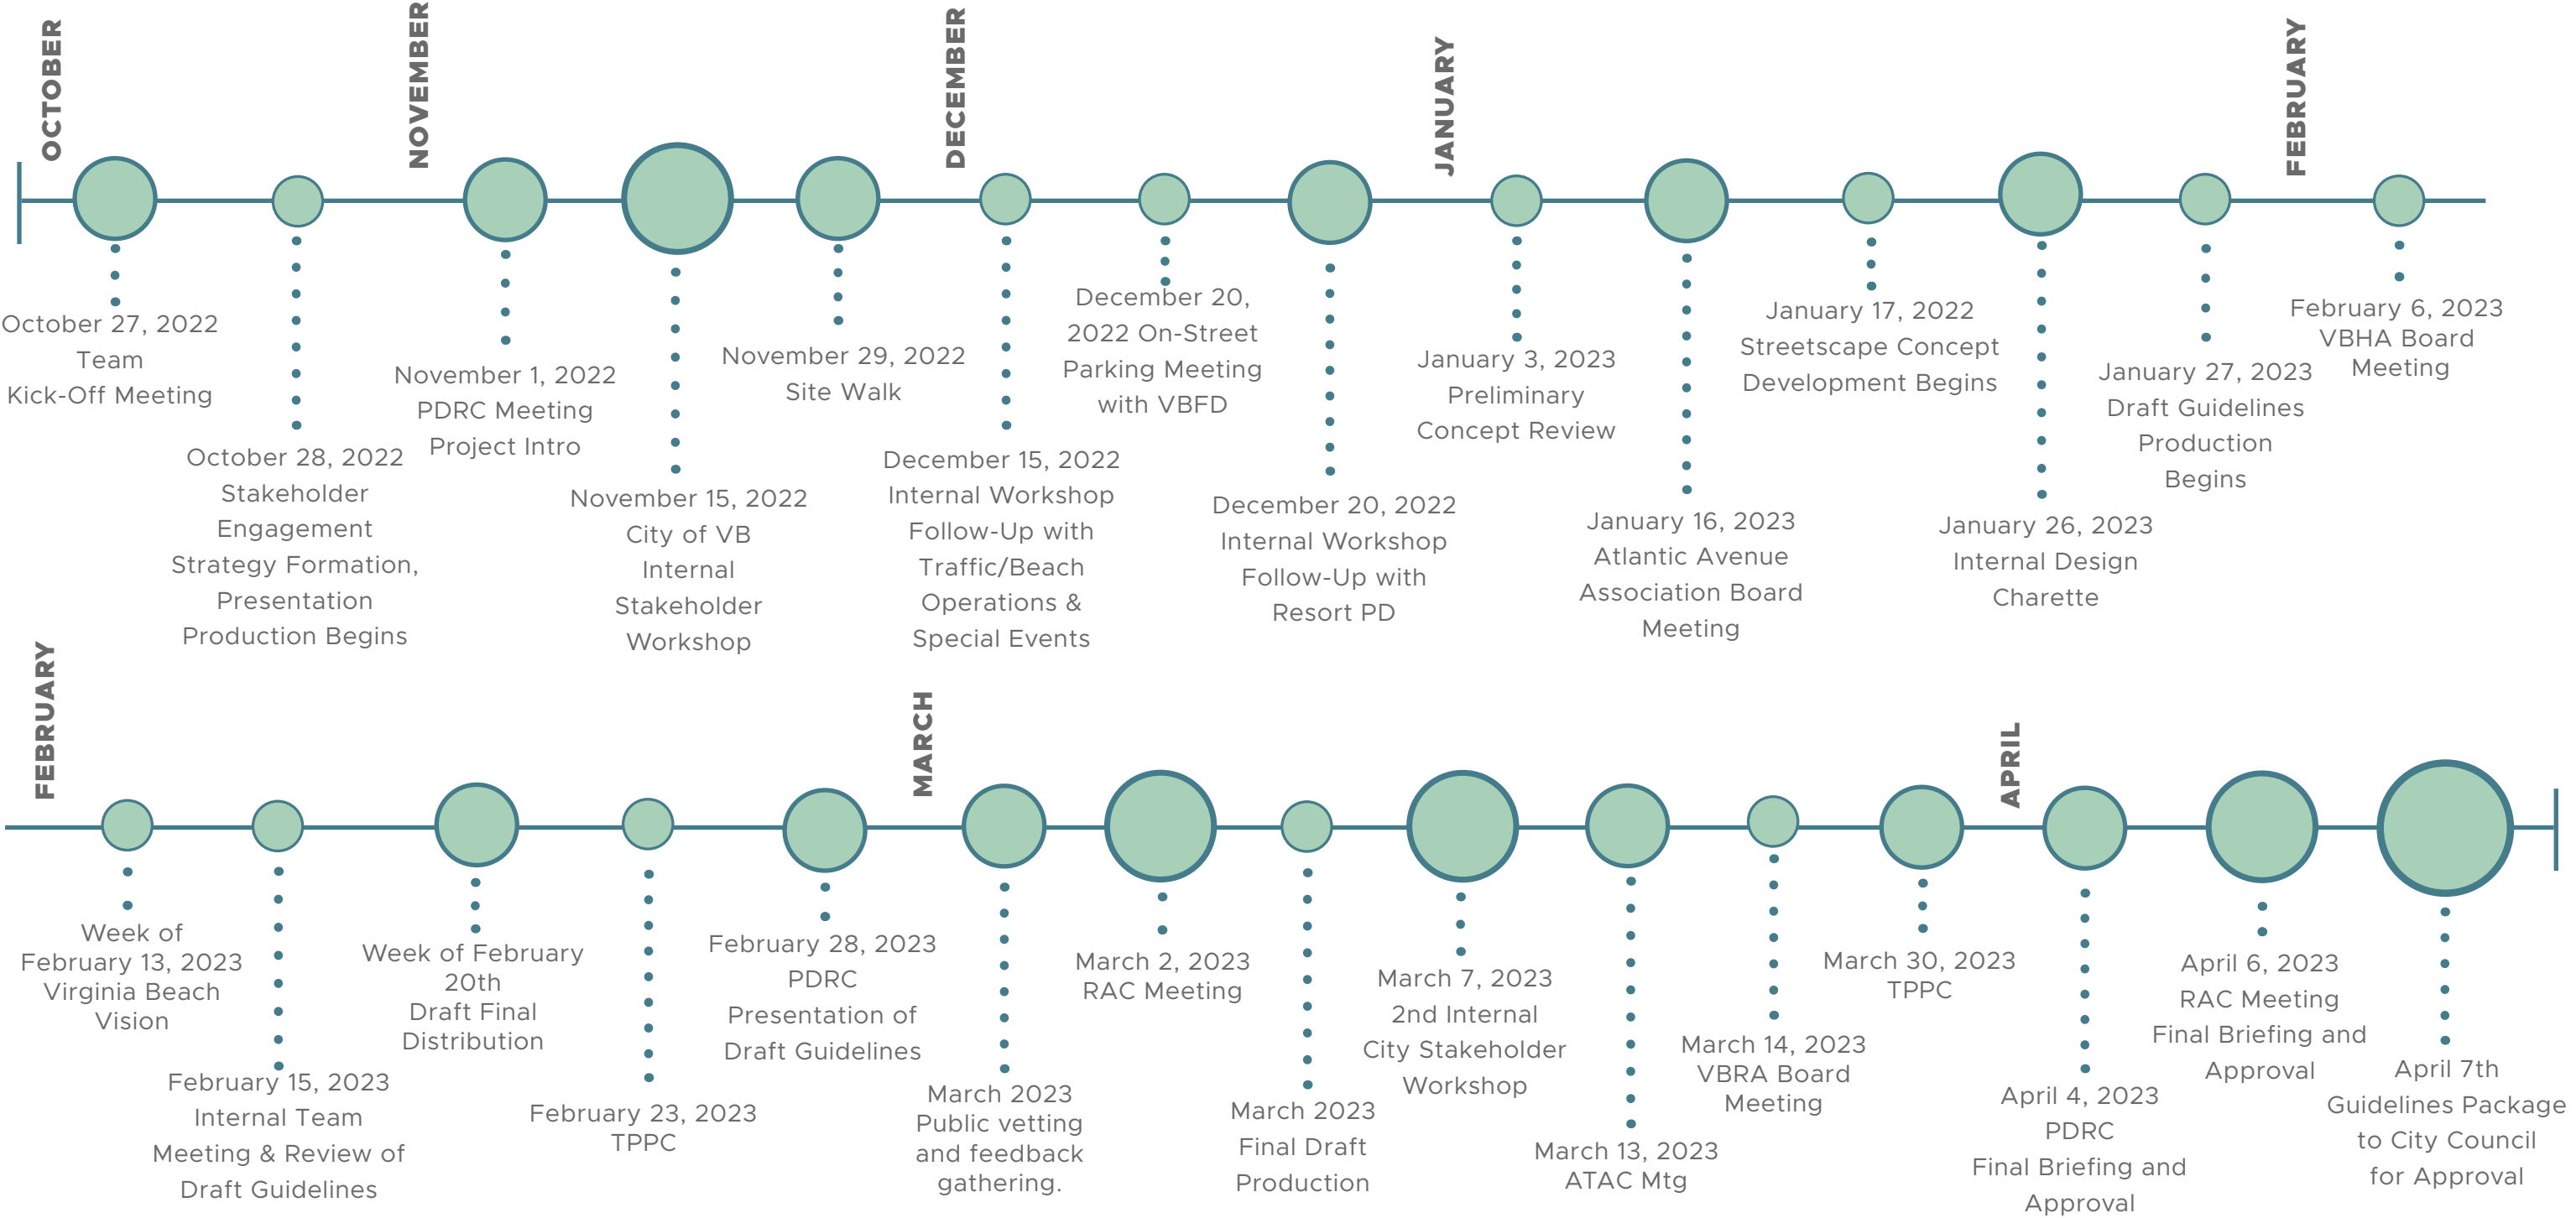 OCTOBER
October 27, 2022
Team
Kick-Off Meeting
October 28, 2022
Stakeholder
Engagement
Strategy Formation,
Presentation
Production Begins
NOVEMBER
November 1, 2022
PDRC Meeting
Project Intro
November 15, 2022
City of VB
Internal
Stakeholder
Workshop
November 29, 2022
Site Walk
DECEMBER
December 15, 2022
Internal Workshop
Follow-Up with
Traffic/Beach
Operations &
Special Events
December 20,
2022 On-Street
Parking Meeting
with VBFD
December 20, 2022
Internal Workshop
Follow-Up with
Resort PD
JANUARY
January 3, 2023
Preliminary
Concept Review
January 16, 2023
Atlantic Avenue
Association Board
Meeting
January 17, 2022
Streetscape Concept
Development Begins
January 26, 2023
Internal Design
Charette
January 27, 2023
Draft Guidelines
Production
Begins
FEBRUARY
February 6, 2023
VBHA Board
Meeting
FEBRUARY
Week of
February 13, 2023
Virginia Beach
Vision
February 15, 2023
Internal Team
Meeting & Review of
Draft Guidelines
Week of February
20th
Draft Final
Distribution
February 23, 2023
TPPC
February 28, 2023
PDRC
Presentation of
Draft Guidelines
MARCH
March 2023
Public vetting
and feedback
gathering.
March 2, 2023
RAC Meeting
March 2023
Final Draft
Production
March 7, 2023
2nd Internal
City Stakeholder
Workshop
March 13, 2023
ATAC Mtg
March 14, 2023
VBRA Board
Meeting
March 30, 2023
TPPC
APRIL
April 4, 2023
PDRC
Final Briefing and
Approval
April 6, 2023
RAC Meeting
Final Briefing and
Approval
April 7th
Guidelines Package
to City Council
for Approval